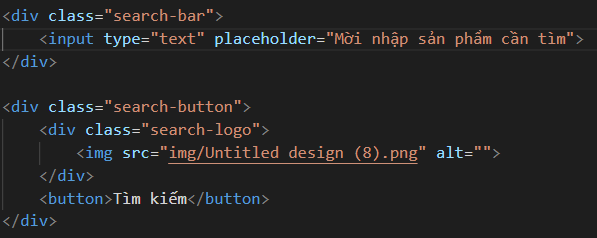 <div class="search-bar">
<input type="text" placeholder="Mời nhập sản phẩm cần tìm">
</div>
<div class="search-button">
<div class="search-logo">
<img src="img/Untitled design (8).png" alt="">
</div>
<button>Tìm kiếm</button>
</div>